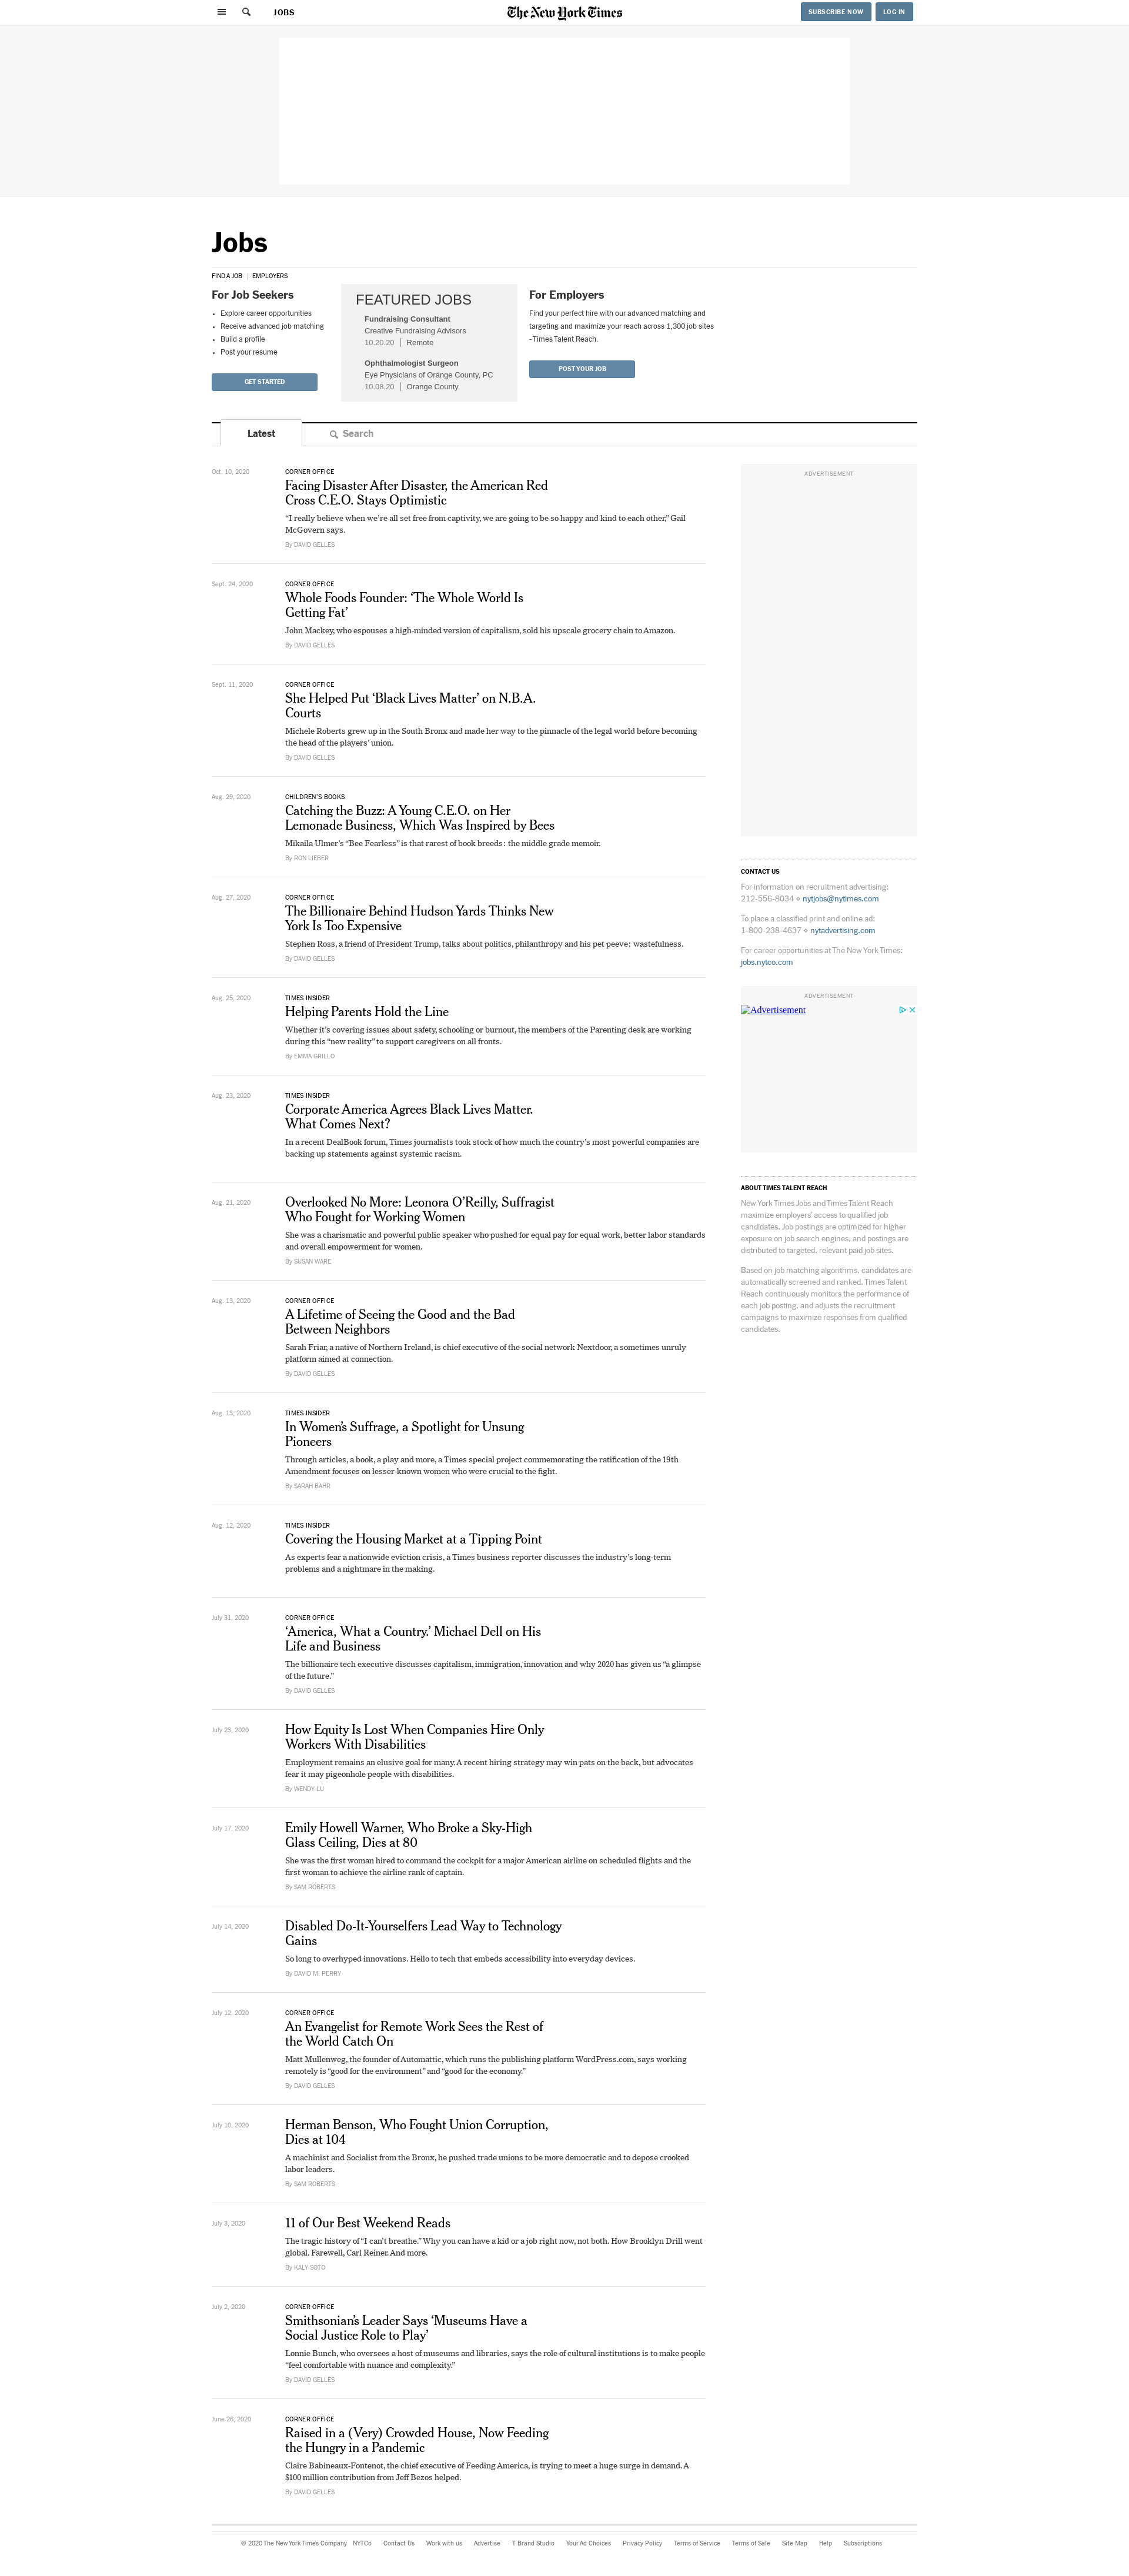 JOBS
The New York Times
SUBSCRIBE NOW
LOG IN
Jobs
FIND A JOB | EMPLOYERS
For Job Seekers
• Explore career opportunities
• Receive advanced job matching
• Build a profile
• Post your resume
GET STARTED
FEATURED JOBS
Fundraising Consultant
Creative Fundraising Advisors
10.20.20 | Remote
Ophthalmologist Surgeon
Eye Physicians of Orange County, PC
10.08.20 | Orange County
For Employers
Find your perfect hire with our advanced matching and
targeting and maximize your reach across 1,300 job sites
- Times Talent Reach.
POST YOUR JOB
Latest
Search
Oct. 10, 2020
CORNER OFFICE
Facing Disaster After Disaster, the American Red
Cross C.E.O. Stays Optimistic
“I really believe when we’re all set free from captivity, we are going to be so happy and kind to each other,” Gail
McGovern says.
By DAVID GELLES
Sept. 24, 2020
CORNER OFFICE
Whole Foods Founder: ‘The Whole World Is
Getting Fat’
John Mackey, who espouses a high-minded version of capitalism, sold his upscale grocery chain to Amazon.
By DAVID GELLES
Sept. 11, 2020
CORNER OFFICE
She Helped Put ‘Black Lives Matter’ on N.B.A.
Courts
Michele Roberts grew up in the South Bronx and made her way to the pinnacle of the legal world before becoming
the head of the players’ union.
By DAVID GELLES
Aug. 29, 2020
CHILDREN’S BOOKS
Catching the Buzz: A Young C.E.O. on Her
Lemonade Business, Which Was Inspired by Bees
Mikaila Ulmer’s “Bee Fearless” is that rarest of book breeds: the middle grade memoir.
By RON LIEBER
Aug. 27, 2020
CORNER OFFICE
The Billionaire Behind Hudson Yards Thinks New
York Is Too Expensive
Stephen Ross, a friend of President Trump, talks about politics, philanthropy and his pet peeve: wastefulness.
By DAVID GELLES
Aug. 25, 2020
TIMES INSIDER
Helping Parents Hold the Line
Whether it’s covering issues about safety, schooling or burnout, the members of the Parenting desk are working
during this “new reality” to support caregivers on all fronts.
By EMMA GRILLO
Aug. 23, 2020
TIMES INSIDER
Corporate America Agrees Black Lives Matter.
What Comes Next?
In a recent DealBook forum, Times journalists took stock of how much the country’s most powerful companies are
backing up statements against systemic racism.
Aug. 21, 2020
Overlooked No More: Leonora O’Reilly, Suffragist
Who Fought for Working Women
She was a charismatic and powerful public speaker who pushed for equal pay for equal work, better labor standards
and overall empowerment for women.
By SUSAN WARE
Aug. 13, 2020
CORNER OFFICE
A Lifetime of Seeing the Good and the Bad
Between Neighbors
Sarah Friar, a native of Northern Ireland, is chief executive of the social network Nextdoor, a sometimes unruly
platform aimed at connection.
By DAVID GELLES
Aug. 13, 2020
TIMES INSIDER
In Women’s Suffrage, a Spotlight for Unsung
Pioneers
Through articles, a book, a play and more, a Times special project commemorating the ratification of the 19th
Amendment focuses on lesser-known women who were crucial to the fight.
By SARAH BAHR
Aug. 12, 2020
TIMES INSIDER
Covering the Housing Market at a Tipping Point
As experts fear a nationwide eviction crisis, a Times business reporter discusses the industry’s long-term
problems and a nightmare in the making.
July 31, 2020
CORNER OFFICE
‘America, What a Country.’ Michael Dell on His
Life and Business
The billionaire tech executive discusses capitalism, immigration, innovation and why 2020 has given us “a glimpse
of the future.”
By DAVID GELLES
July 23, 2020
How Equity Is Lost When Companies Hire Only
Workers With Disabilities
Employment remains an elusive goal for many. A recent hiring strategy may win pats on the back, but advocates
fear it may pigeonhole people with disabilities.
By WENDY LU
July 17, 2020
Emily Howell Warner, Who Broke a Sky-High
Glass Ceiling, Dies at 80
She was the first woman hired to command the cockpit for a major American airline on scheduled flights and the
first woman to achieve the airline rank of captain.
By SAM ROBERTS
July 14, 2020
Disabled Do-It-Yourselfers Lead Way to Technology
Gains
So long to overhyped innovations. Hello to tech that embeds accessibility into everyday devices.
By DAVID M. PERRY
July 12, 2020
CORNER OFFICE
An Evangelist for Remote Work Sees the Rest of
the World Catch On
Matt Mullenweg, the founder of Automattic, which runs the publishing platform WordPress.com, says working
remotely is “good for the environment” and “good for the economy.”
By DAVID GELLES
July 10, 2020
Herman Benson, Who Fought Union Corruption,
Dies at 104
A machinist and Socialist from the Bronx, he pushed trade unions to be more democratic and to depose crooked
labor leaders.
By SAM ROBERTS
July 3, 2020
11 of Our Best Weekend Reads
The tragic history of “I can’t breathe.” Why you can have a kid or a job right now, not both. How Brooklyn Drill went
global. Farewell, Carl Reiner. And more.
By KALY SOTO
July 2, 2020
CORNER OFFICE
Smithsonian’s Leader Says ‘Museums Have a
Social Justice Role to Play’
Lonnie Bunch, who oversees a host of museums and libraries, says the role of cultural institutions is to make people
“feel comfortable with nuance and complexity.”
By DAVID GELLES
June 26, 2020
CORNER OFFICE
Raised in a (Very) Crowded House, Now Feeding
the Hungry in a Pandemic
Claire Babineaux-Fontenot, the chief executive of Feeding America, is trying to meet a huge surge in demand. A
$100 million contribution from Jeff Bezos helped.
By DAVID GELLES
ADVERTISEMENT
CONTACT US
For information on recruitment advertising:
212-556-8034 ⋄ nytjobs@nytimes.com
To place a classified print and online ad:
1-800-238-4637 ⋄ nytadvertising.com
For career opportunities at The New York Times:
jobs.nytco.com
ADVERTISEMENT
Advertisement
ABOUT TIMES TALENT REACH
New York Times Jobs and Times Talent Reach
maximize employers’ access to qualified job
candidates. Job postings are optimized for higher
exposure on job search engines, and postings are
distributed to targeted, relevant paid job sites.
Based on job matching algorithms, candidates are
automatically screened and ranked. Times Talent
Reach continuously monitors the performance of
each job posting, and adjusts the recruitment
campaigns to maximize responses from qualified
candidates.
© 2020 The New York Times Company NYTCo Contact Us Work with us Advertise T Brand Studio Your Ad Choices Privacy Policy Terms of Service Terms of Sale Site Map Help Subscriptions